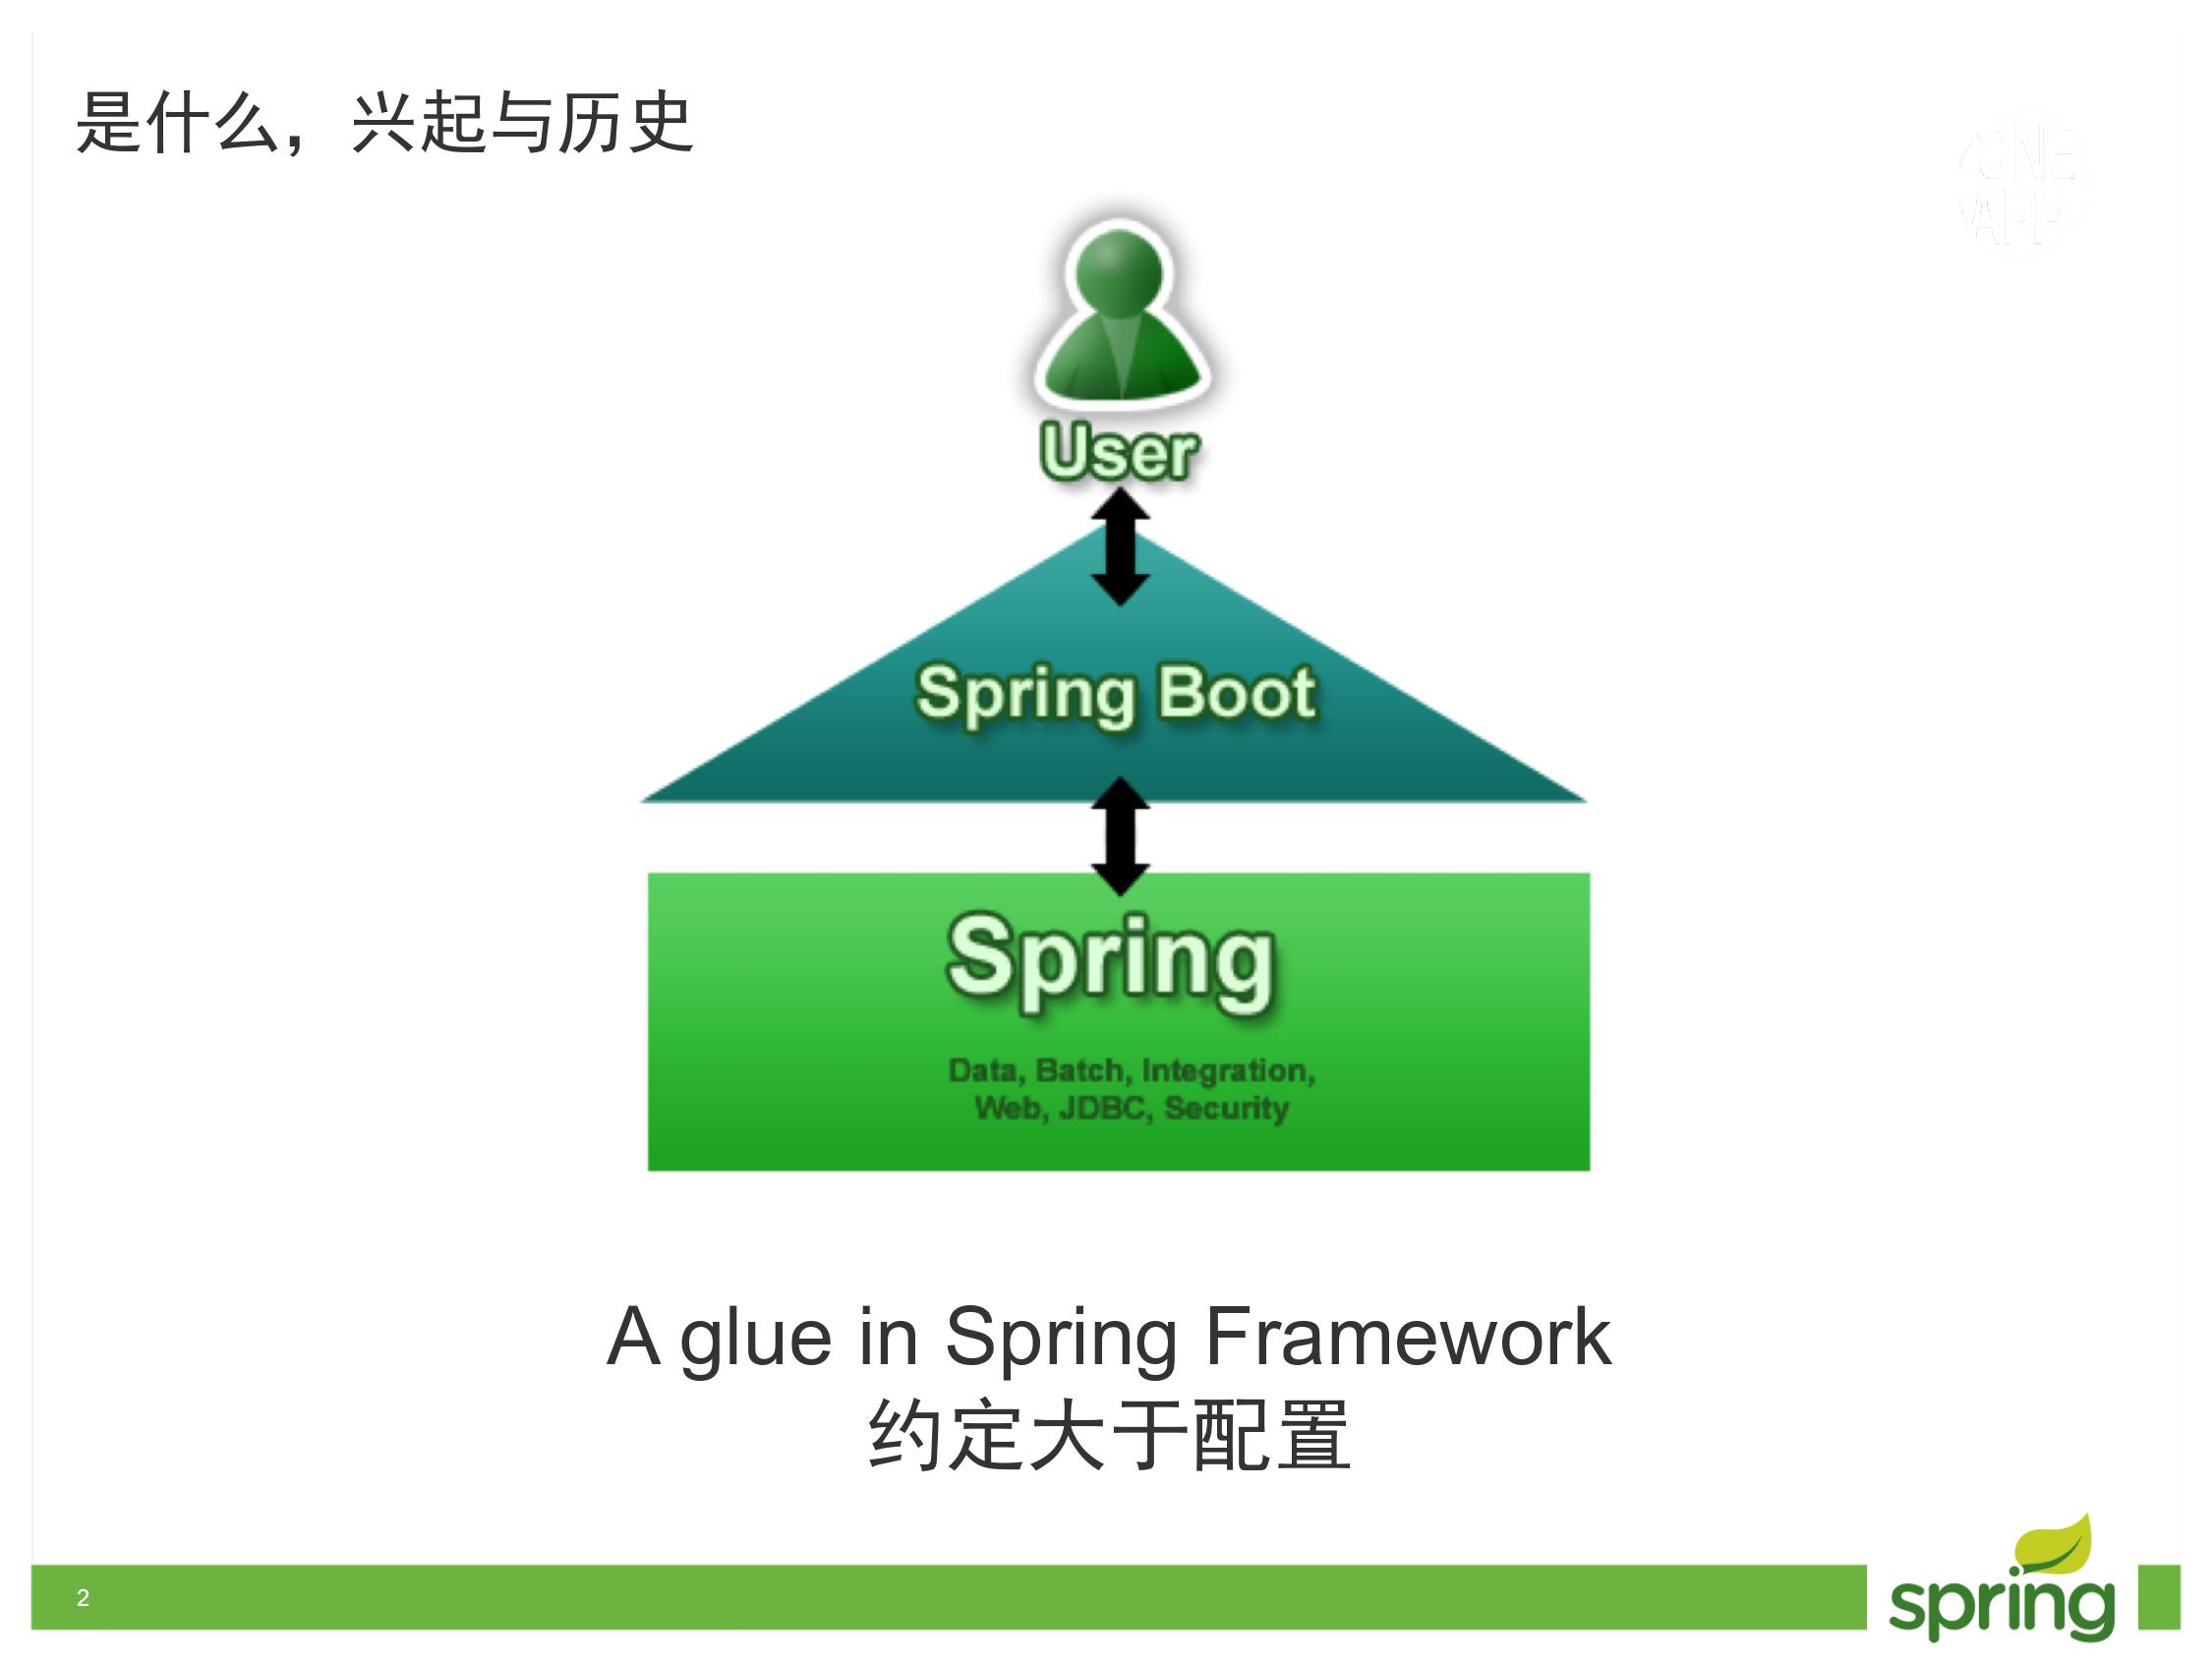 是什么，兴起与历史
ONE
APM
User
Spring Boot
Spring
Data, Batch, Integration,
Web, JDBC, Security
A glue in Spring Framework
约定大于配置
2
spring